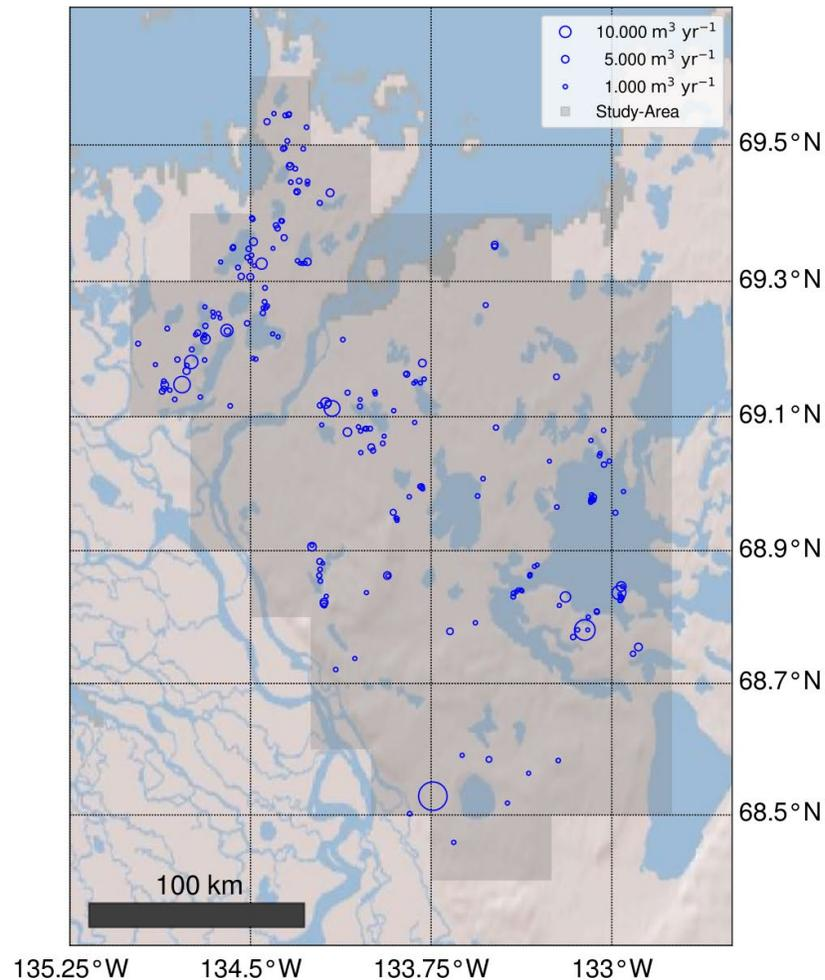 10.000 m³ yr⁻¹
5.000 m³ yr⁻¹
1.000 m³ yr⁻¹
Study-Area
69.5°N
69.3°N
69.1°N
68.9°N
68.7°N
68.5°N
100 km
135.25°W 134.5°W 133.75°W 133°W